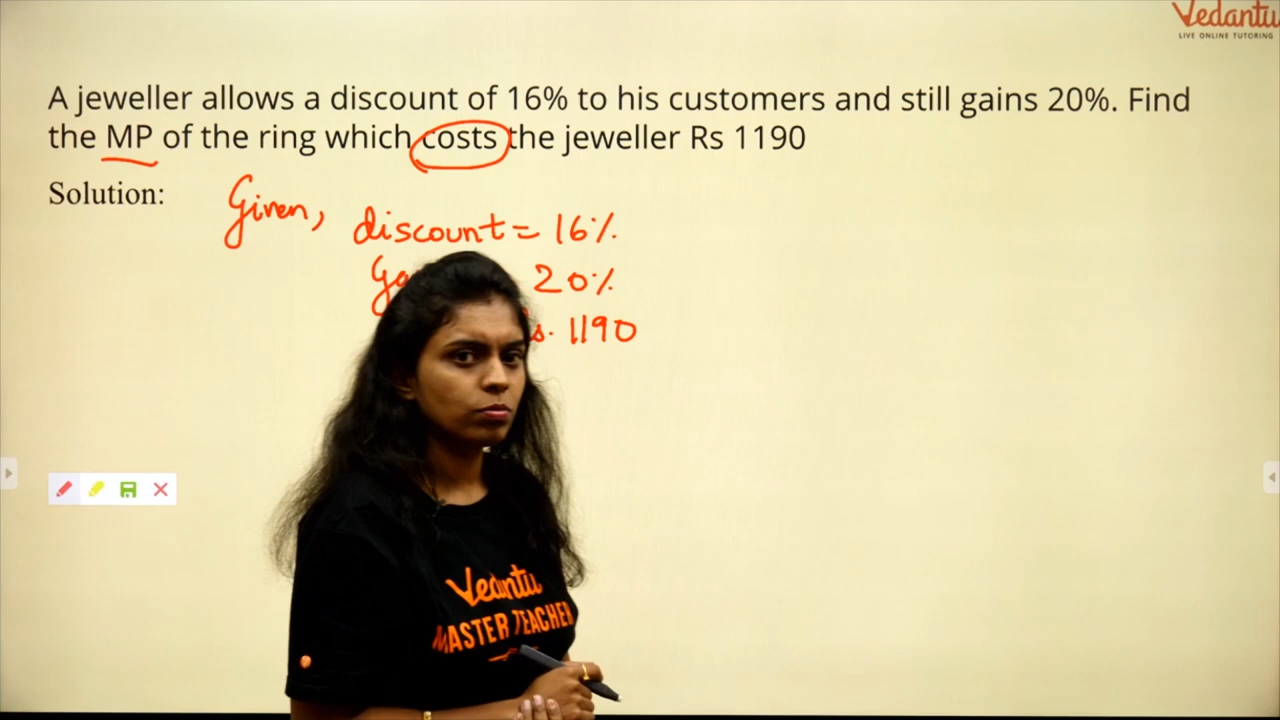 Vedantu
LIVE ONLINE TUTORING
A jeweller allows a discount of 16% to his customers and still gains 20%. Find
the MP of the ring which costs the jeweller Rs 1190
Solution:
Given,
discount = 16%
20%
1190
Vedantu
MASTER TEACHER